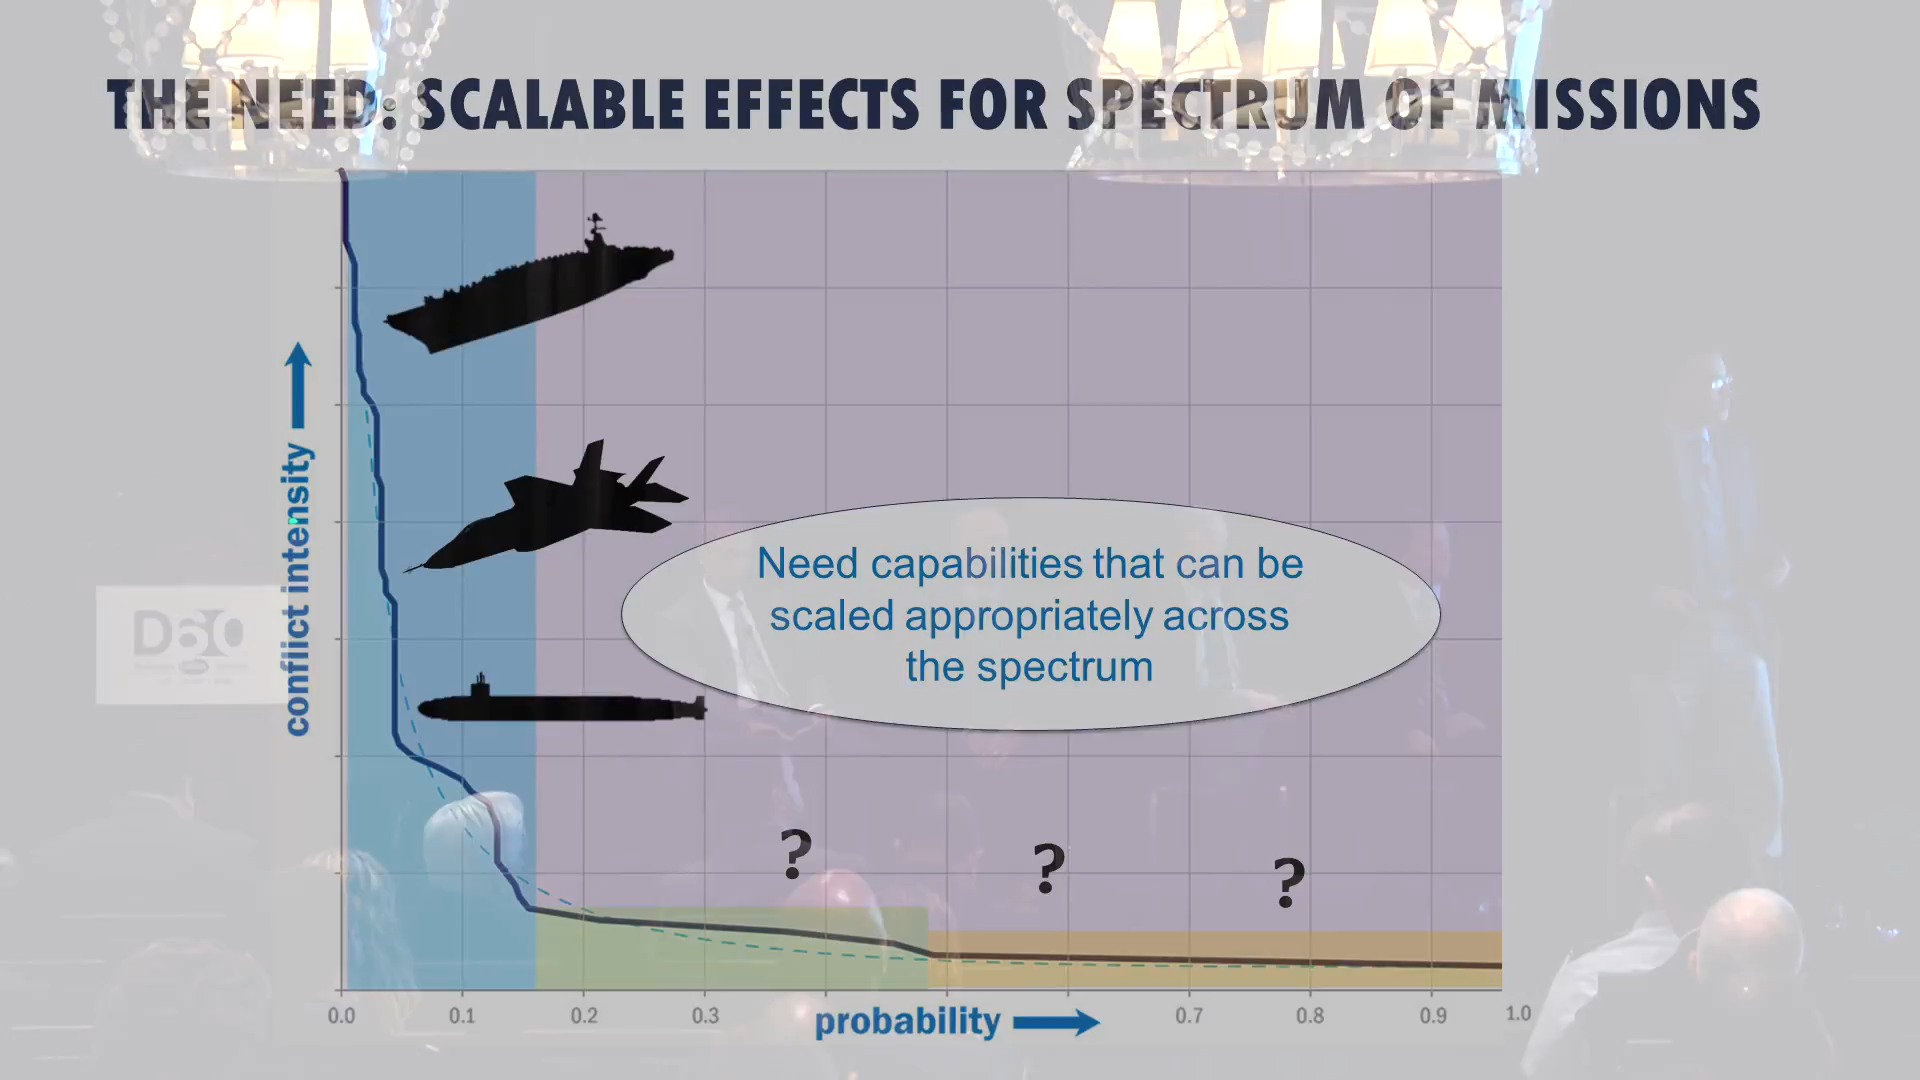 THE NEED: SCALABLE EFFECTS FOR SPECTRUM OF MISSIONS
conflict intensity
Need capabilities that can be
scaled appropriately across
the spectrum
? ? ?
0.0 0.1 0.2 0.3 0.7 0.8 0.9 1.0
probability
D60